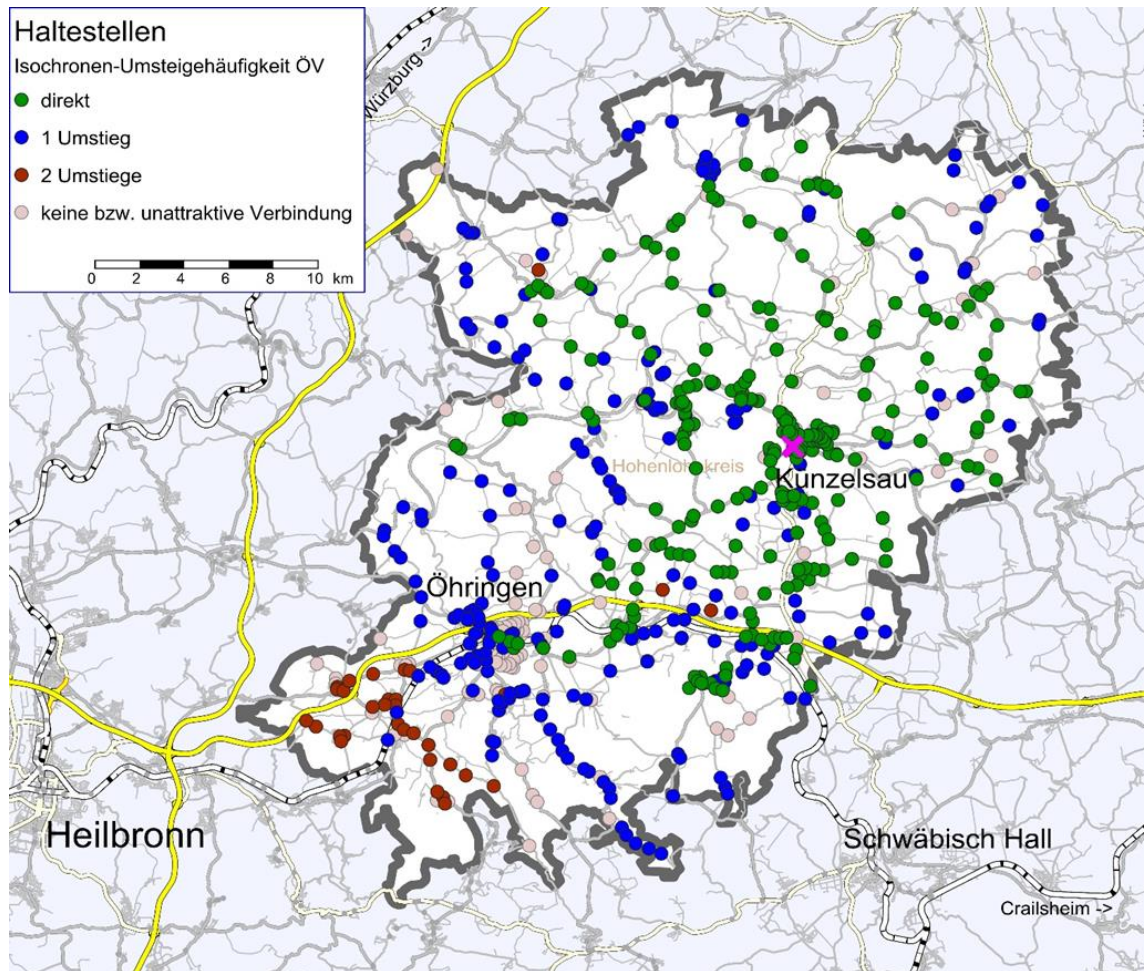 Haltestellen
Isochronen-Umsteigehäufigkeit ÖV
direkt
1 Umstieg
2 Umstiege
keine bzw. unattraktive Verbindung
0 2 4 6 8 10 km
Würzburg ->
Hohenlohekreis
Künzelsau
Öhringen
Heilbronn
Schwäbisch Hall
Crailsheim ->